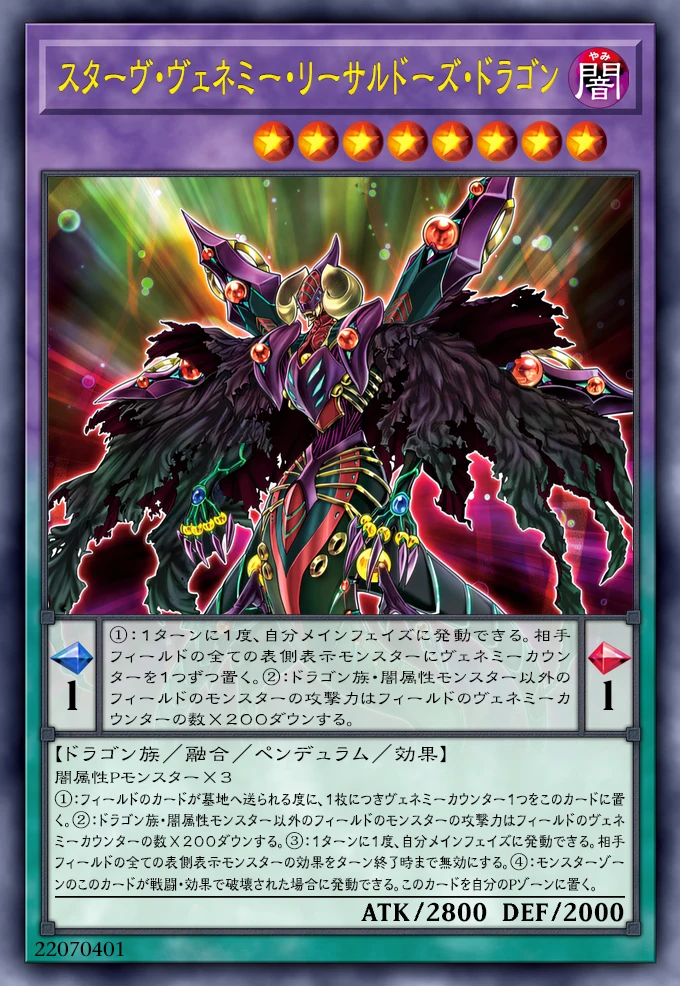 スターヴ・ヴェネミー・リーサルドーズ・ドラゴン
やみ
闇
①:1ターンに1度、自分メインフェイズに発動できる。相手
フィールドの全ての表側表示モンスターにヴェネミーカウン
ターを1つずつ置く。②:ドラゴン族・闇属性モンスター以外の
フィールドのモンスターの攻撃力はフィールドのヴェネミーカ
ウンターの数×200ダウンする。
1
1
【ドラゴン族/融合/ペンデュラム/効果】
闇属性Pモンスター×3
①:フィールドのカードが墓地へ送られる度に、1枚につきヴェネミーカウンター1つをこのカードに置
く。②:ドラゴン族・闇属性モンスター以外のフィールドのモンスターの攻撃力はフィールドのヴェネ
ミーカウンターの数×200ダウンする。③:1ターンに1度、自分メインフェイズに発動できる。相手
フィールドの全ての表側表示モンスターの効果をターン終了時まで無効にする。④:モンスターゾー
ンのこのカードが戦闘・効果で破壊された場合に発動できる。このカードを自分のPゾーンに置く。
ATK/2800 DEF/2000
22070401